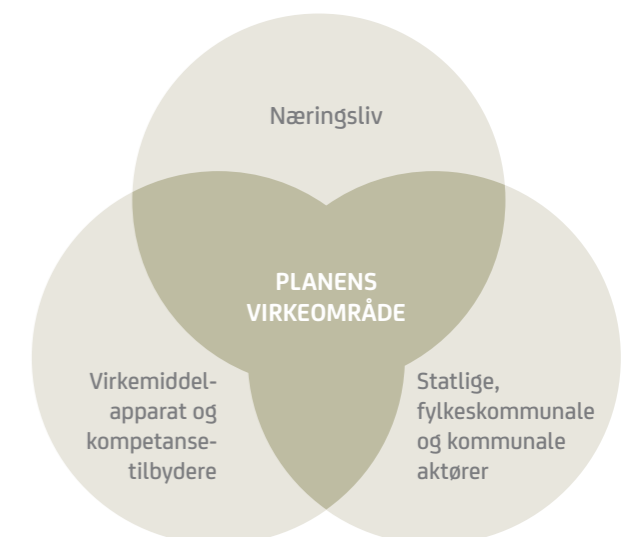 Næringsliv
PLANENS
VIRKEOMRÅDE
Virkemiddel-
apparat og
kompetanse-
tilbydere
Statlige,
fylkeskommunale
og kommunale
aktører